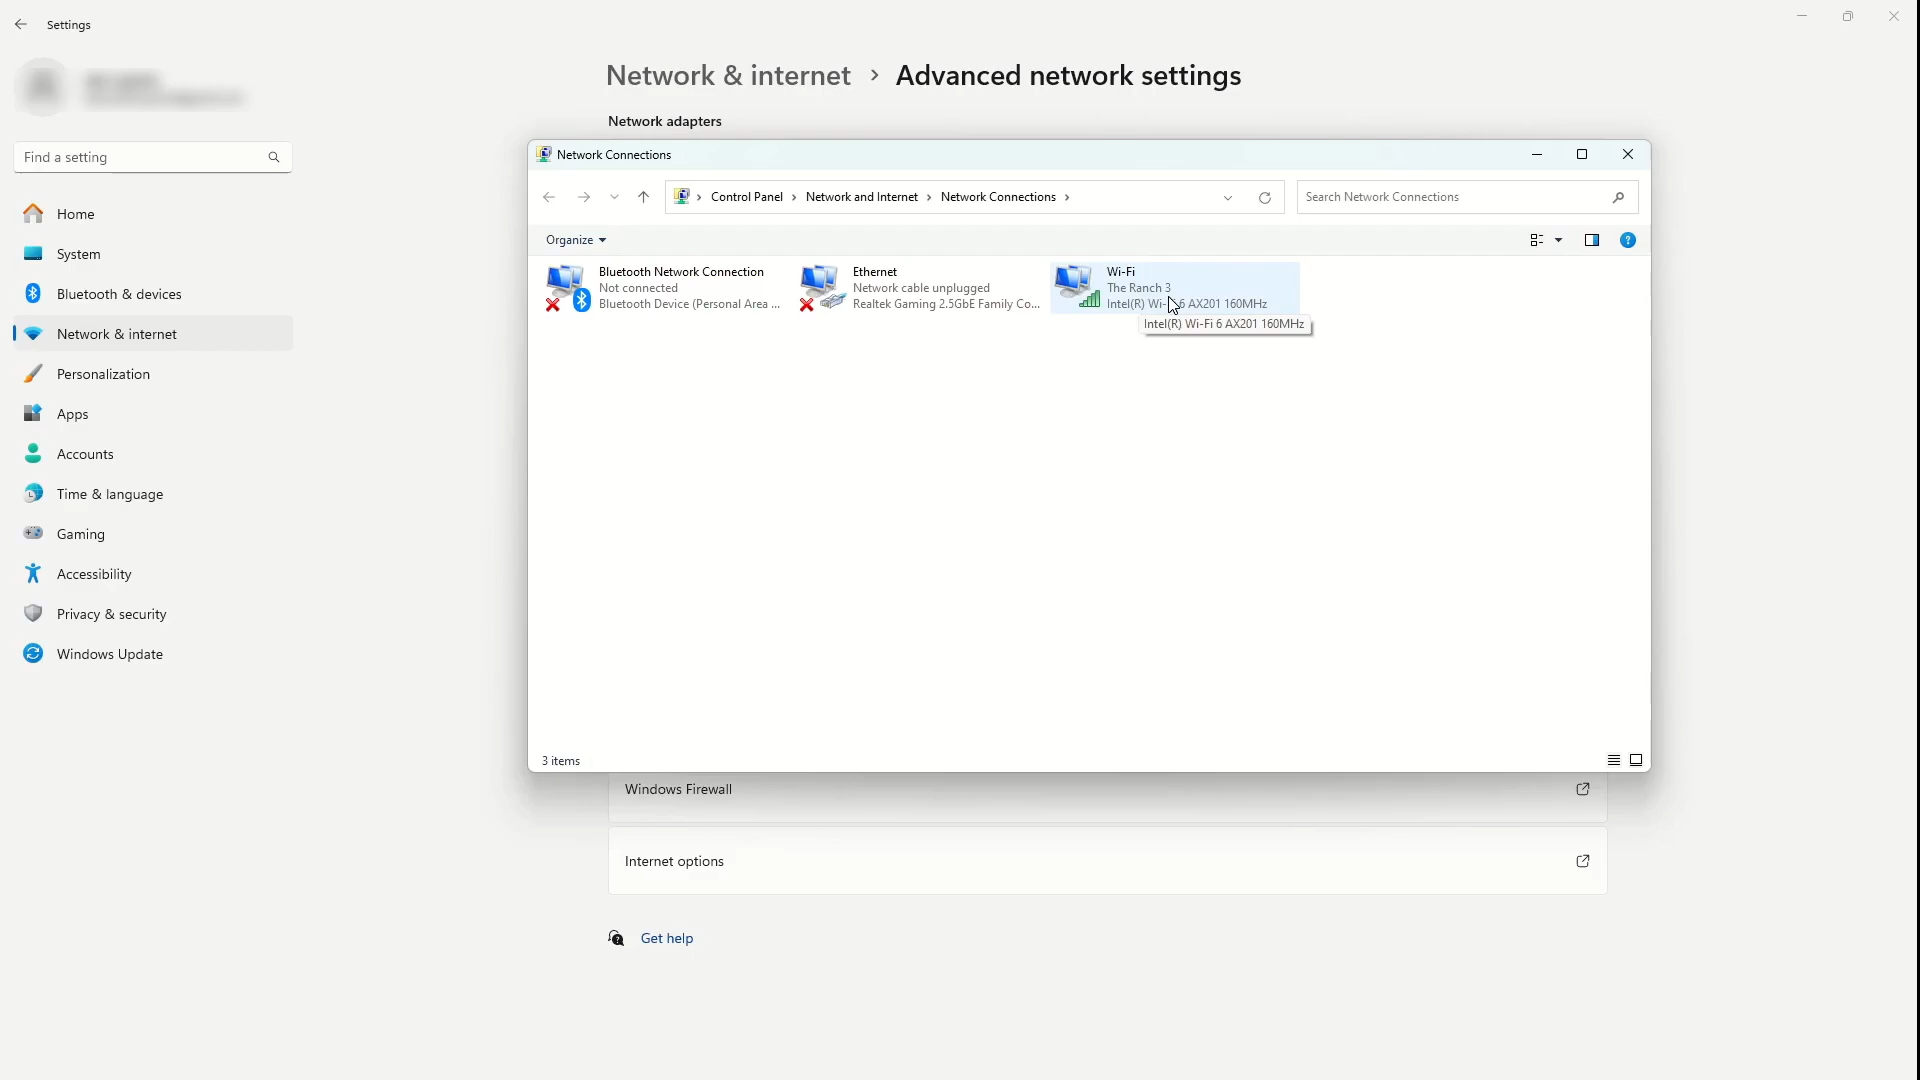 Settings
Find a setting
Home
System
Bluetooth & devices
Network & internet
Personalization
Apps
Accounts
Time & language
Gaming
Accessibility
Privacy & security
Windows Update
Network & internet › Advanced network settings
Network adapters
Network Connections
Control Panel › Network and Internet › Network Connections ›
Search Network Connections
Organize
Bluetooth Network Connection
Not connected
Bluetooth Device (Personal Area ...
Ethernet
Network cable unplugged
Realtek Gaming 2.5GbE Family Co...
Wi-Fi
The Ranch 3
Intel(R) Wi- 6 AX201 160MHz
Intel(R) Wi-Fi 6 AX201 160MHz
3 items
Windows Firewall
Internet options
Get help